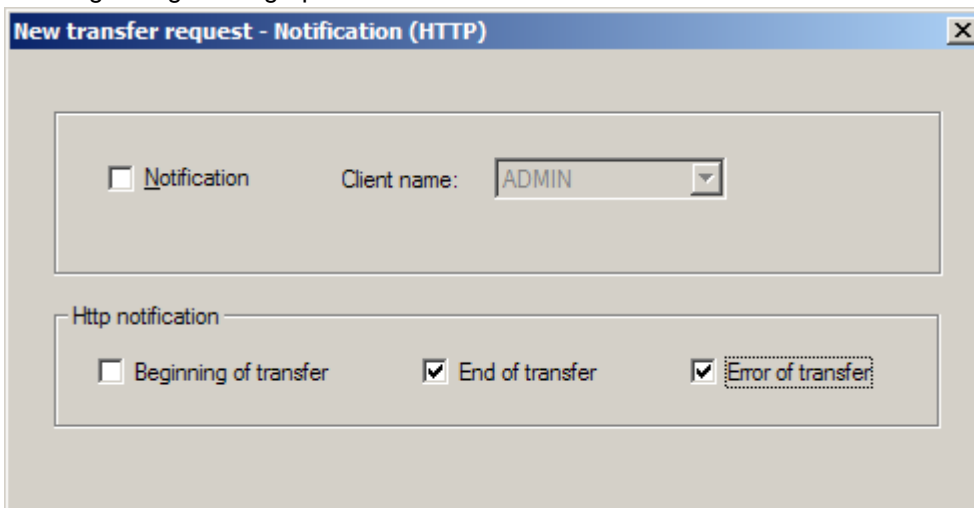 New transfer request - Notification (HTTP)
Notification Client name: ADMIN
Http notification
Beginning of transfer End of transfer Error of transfer